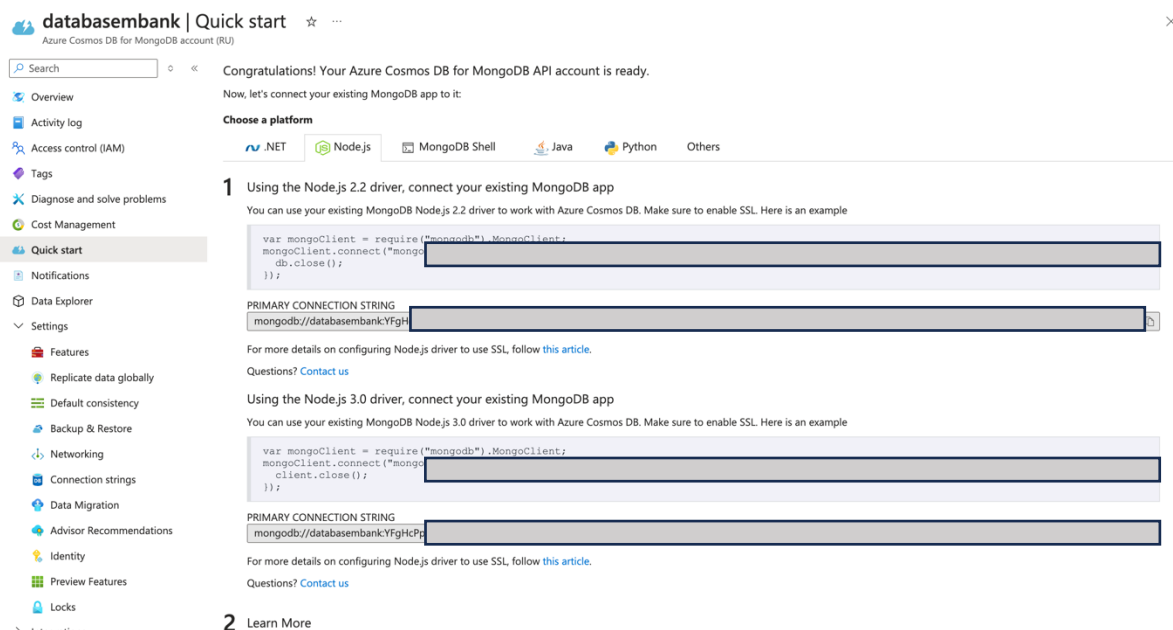 databasembank | Quick start
Azure Cosmos DB for MongoDB account (RU)
Search
Overview
Activity log
Access control (IAM)
Tags
Diagnose and solve problems
Cost Management
Quick start
Notifications
Data Explorer
Settings
Features
Replicate data globally
Default consistency
Backup & Restore
Networking
Connection strings
Data Migration
Advisor Recommendations
Identity
Preview Features
Locks
Congratulations! Your Azure Cosmos DB for MongoDB API account is ready.
Now, let's connect your existing MongoDB app to it:
Choose a platform
.NET
Node.js
MongoDB Shell
Java
Python
Others
1 Using the Node.js 2.2 driver, connect your existing MongoDB app
You can use your existing MongoDB Node.js 2.2 driver to work with Azure Cosmos DB. Make sure to enable SSL. Here is an example
var mongoClient = require("mongodb").MongoClient;
mongoClient.connect("mongo
db.close();
});
PRIMARY CONNECTION STRING
mongodb://databasembank:YFgH
For more details on configuring Node.js driver to use SSL, follow this article.
Questions? Contact us
Using the Node.js 3.0 driver, connect your existing MongoDB app
You can use your existing MongoDB Node.js 3.0 driver to work with Azure Cosmos DB. Make sure to enable SSL. Here is an example
var mongoClient = require("mongodb").MongoClient;
mongoClient.connect("mongo
client.close();
});
PRIMARY CONNECTION STRING
mongodb://databasembank:YFgHcPp
For more details on configuring Node.js driver to use SSL, follow this article.
Questions? Contact us
2 Learn More